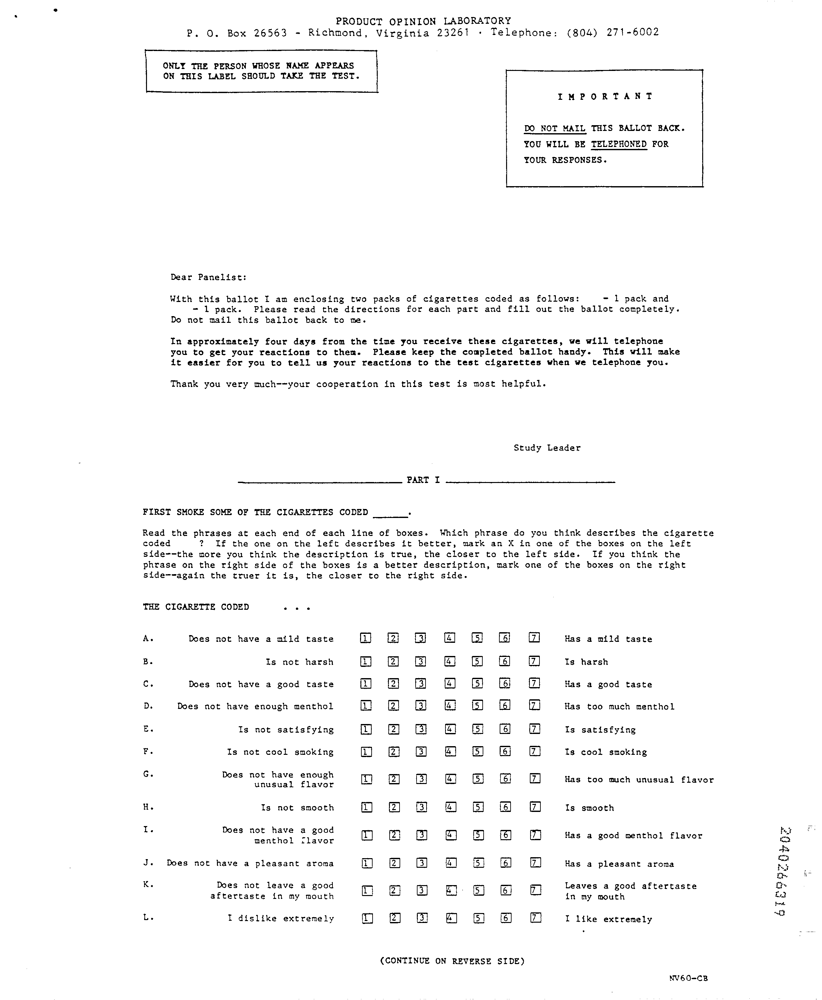 PRODUCT OPINION LABORATORY
P. O. Box 26563 - Richmond, Virginia 23261 · Telephone: (804) 271-6002
ONLY THE PERSON WHOSE NAME APPEARS
ON THIS LABEL SHOULD TAKE THE TEST.
I M P O R T A N T
DO NOT MAIL THIS BALLOT BACK.
YOU WILL BE TELEPHONED FOR
YOUR RESPONSES.
Dear Panelist:
With this ballot I am enclosing two packs of cigarettes coded as follows: - 1 pack and
- 1 pack. Please read the directions for each part and fill out the ballot completely.
Do not mail this ballot back to me.
In approximately four days from the time you receive these cigarettes, we will telephone
you to get your reactions to them. Please keep the completed ballot handy. This will make
it easier for you to tell us your reactions to the test cigarettes when we telephone you.
Thank you very much--your cooperation in this test is most helpful.
Study Leader
PART I
FIRST SMOKE SOME OF THE CIGARETTES CODED ______.
Read the phrases at each end of each line of boxes. Which phrase do you think describes the cigarette
coded ? If the one on the left describes it better, mark an X in one of the boxes on the left
side--the more you think the description is true, the closer to the left side. If you think the
phrase on the right side of the boxes is a better description, mark one of the boxes on the right
side--again the truer it is, the closer to the right side.
THE CIGARETTE CODED . . .
A. Does not have a mild taste 1 2 3 4 5 6 7 Has a mild taste
B. Is not harsh 1 2 3 4 5 6 7 Is harsh
C. Does not have a good taste 1 2 3 4 5 6 7 Has a good taste
D. Does not have enough menthol 1 2 3 4 5 6 7 Has too much menthol
E. Is not satisfying 1 2 3 4 5 6 7 Is satisfying
F. Is not cool smoking 1 2 3 4 5 6 7 Is cool smoking
G. Does not have enough
unusual flavor 1 2 3 4 5 6 7 Has too much unusual flavor
H. Is not smooth 1 2 3 4 5 6 7 Is smooth
I. Does not have a good
menthol flavor 1 2 3 4 5 6 7 Has a good menthol flavor
J. Does not have a pleasant aroma 1 2 3 4 5 6 7 Has a pleasant aroma
K. Does not leave a good 1 2 3 4 5 6 7 Leaves a good aftertaste
aftertaste in my mouth in my mouth
L. I dislike extremely 1 2 3 4 5 6 7 I like extremely
(CONTINUE ON REVERSE SIDE)
NV60-CB
2040266319